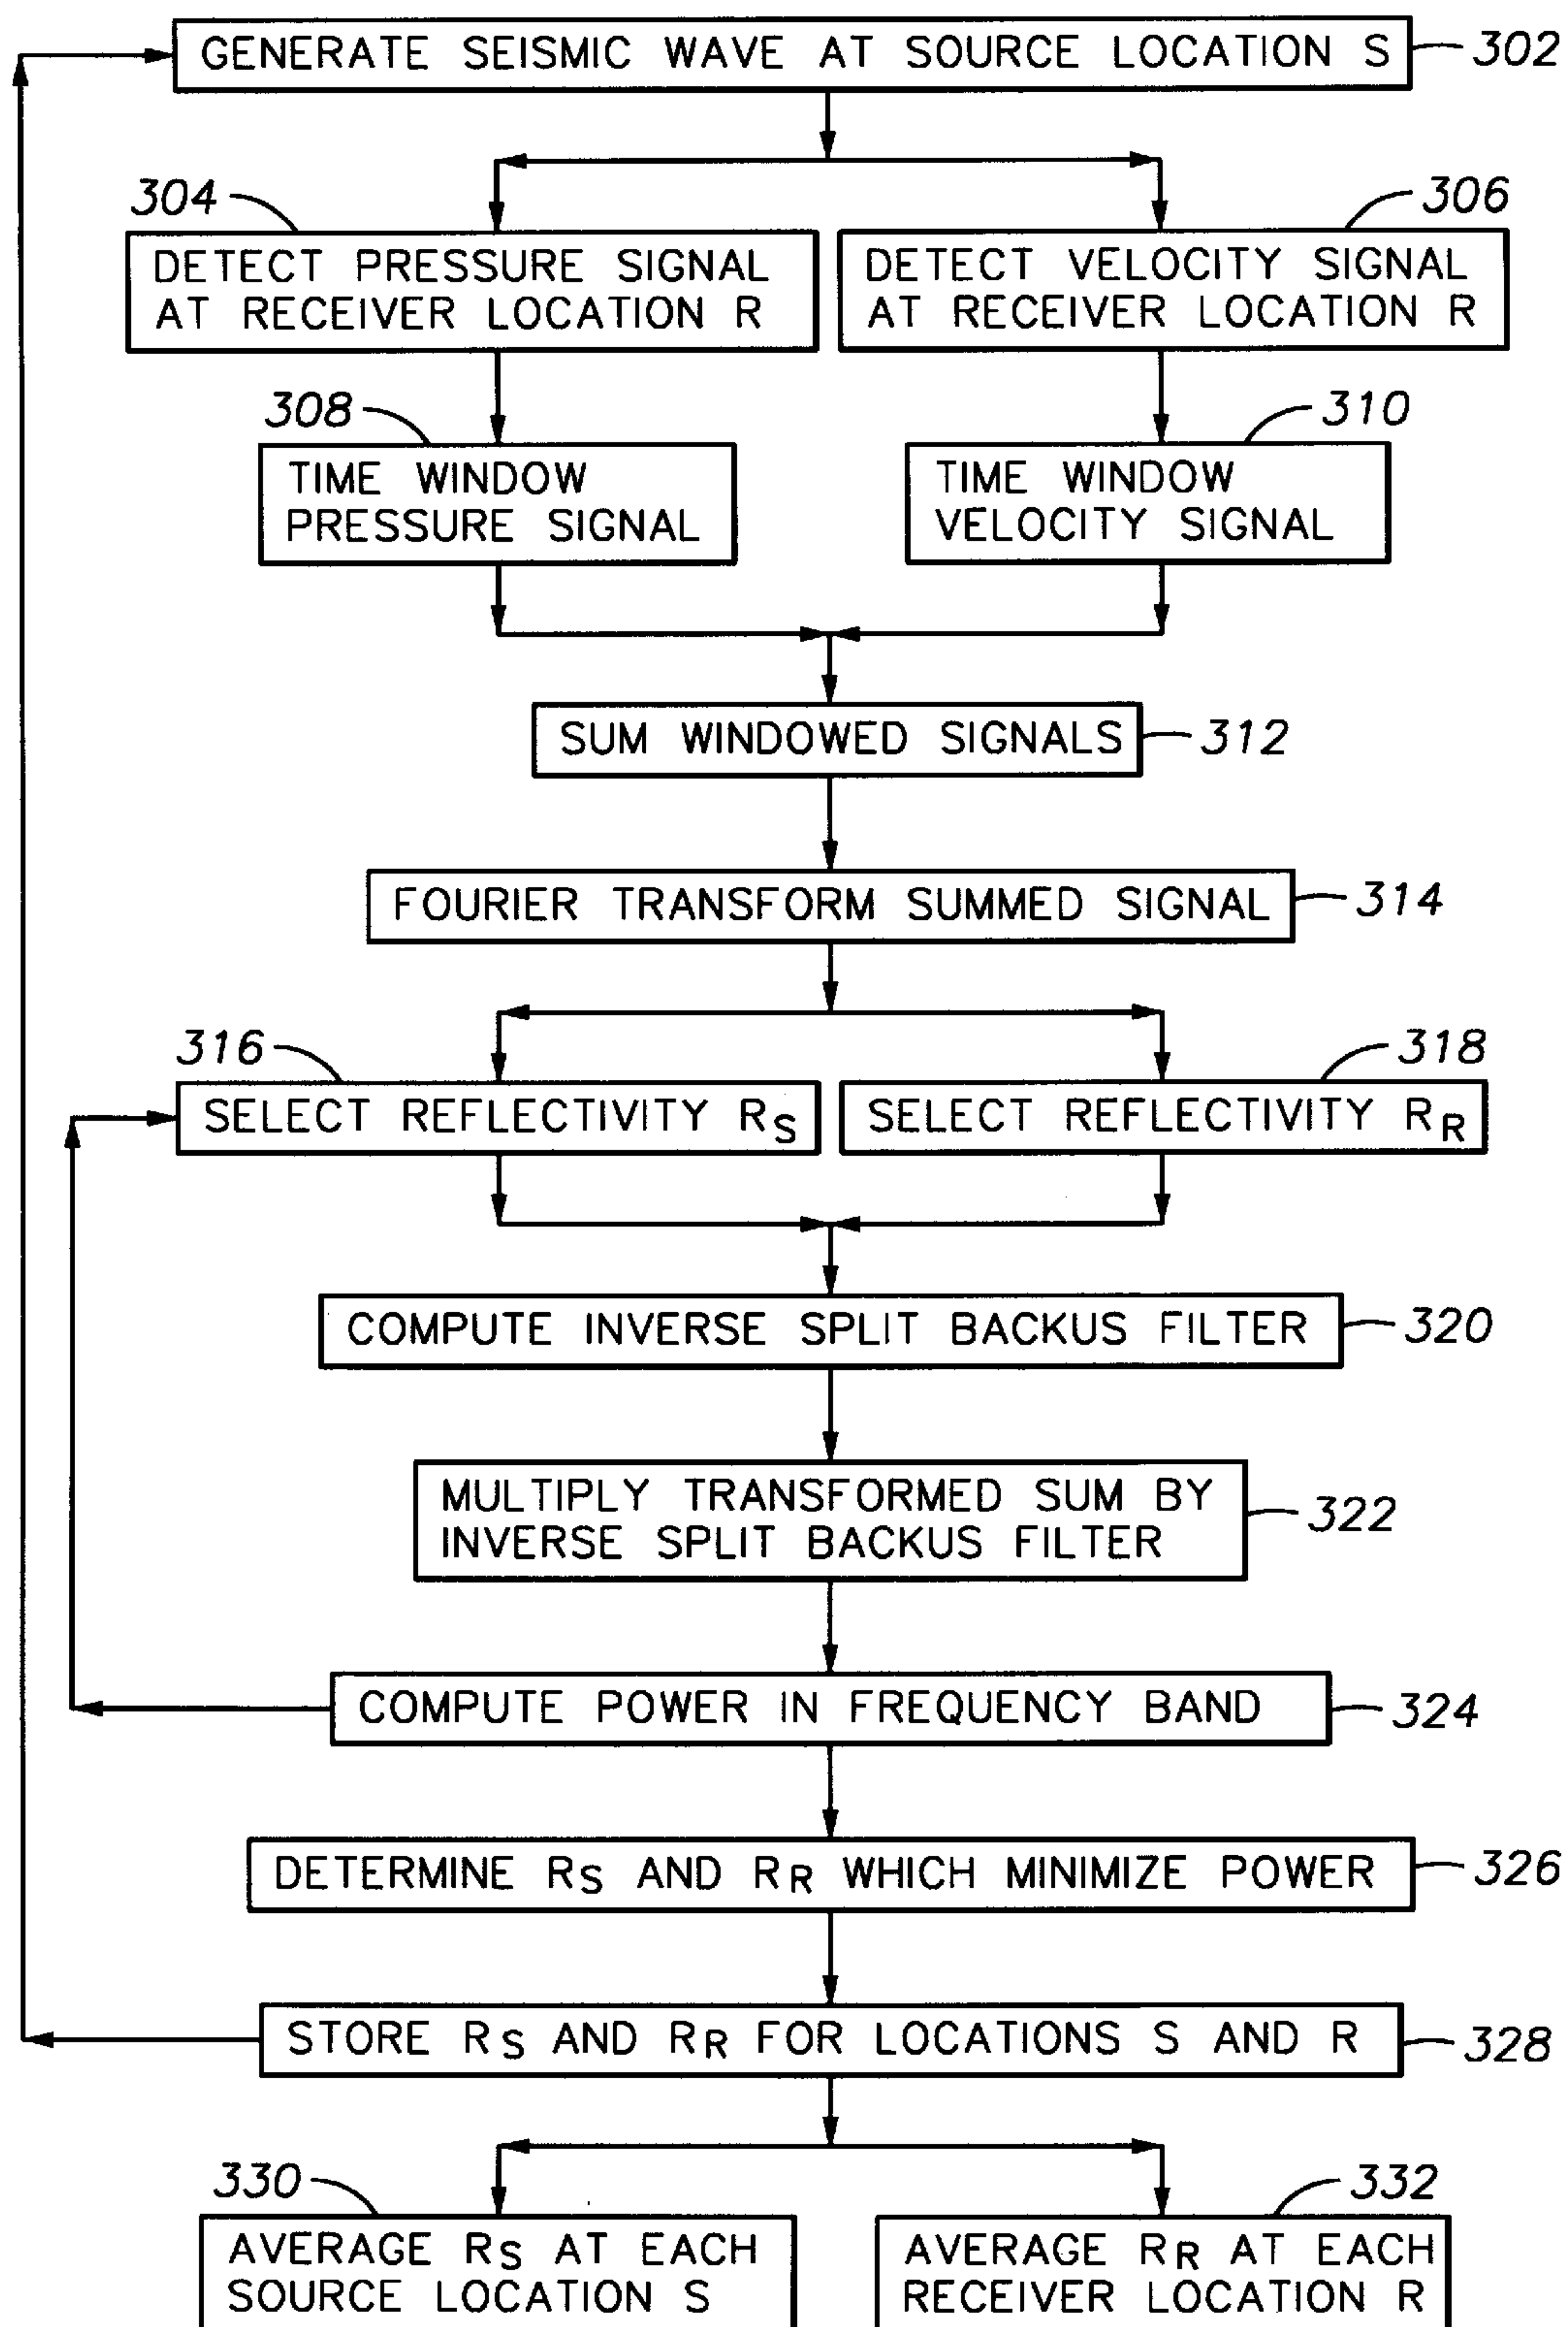 GENERATE SEISMIC WAVE AT SOURCE LOCATION S
302
304
306
DETECT PRESSURE SIGNAL
AT RECEIVER LOCATION R
DETECT VELOCITY SIGNAL
AT RECEIVER LOCATION R
308
310
TIME WINDOW
PRESSURE SIGNAL
TIME WINDOW
VELOCITY SIGNAL
SUM WINDOWED SIGNALS
312
FOURIER TRANSFORM SUMMED SIGNAL
314
316
318
SELECT REFLECTIVITY RS
SELECT REFLECTIVITY RR
COMPUTE INVERSE SPLIT BACKUS FILTER
320
MULTIPLY TRANSFORMED SUM BY
INVERSE SPLIT BACKUS FILTER
322
COMPUTE POWER IN FREQUENCY BAND
324
DETERMINE RS AND RR WHICH MINIMIZE POWER
326
STORE RS AND RR FOR LOCATIONS S AND R
328
330
332
AVERAGE RS AT EACH
SOURCE LOCATION S
AVERAGE RR AT EACH
RECEIVER LOCATION R